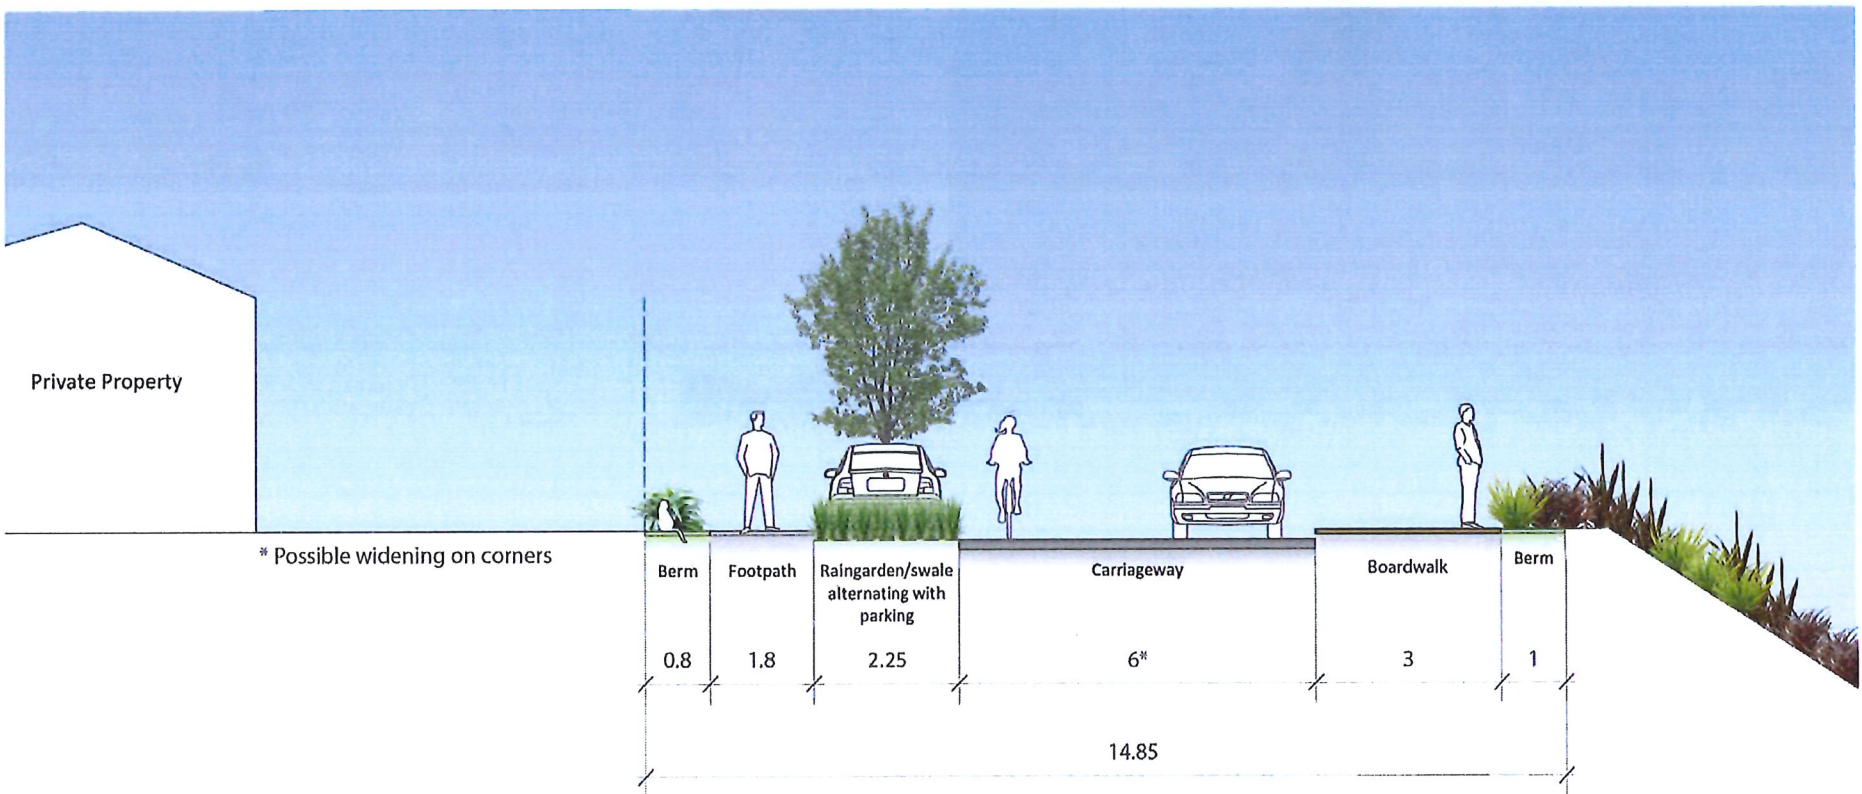 Private Property
* Possible widening on corners
Berm
Footpath
Raingarden/swale
alternating with
parking
Carriageway
Boardwalk
Berm
0.8
1.8
2.25
6*
3
1
14.85